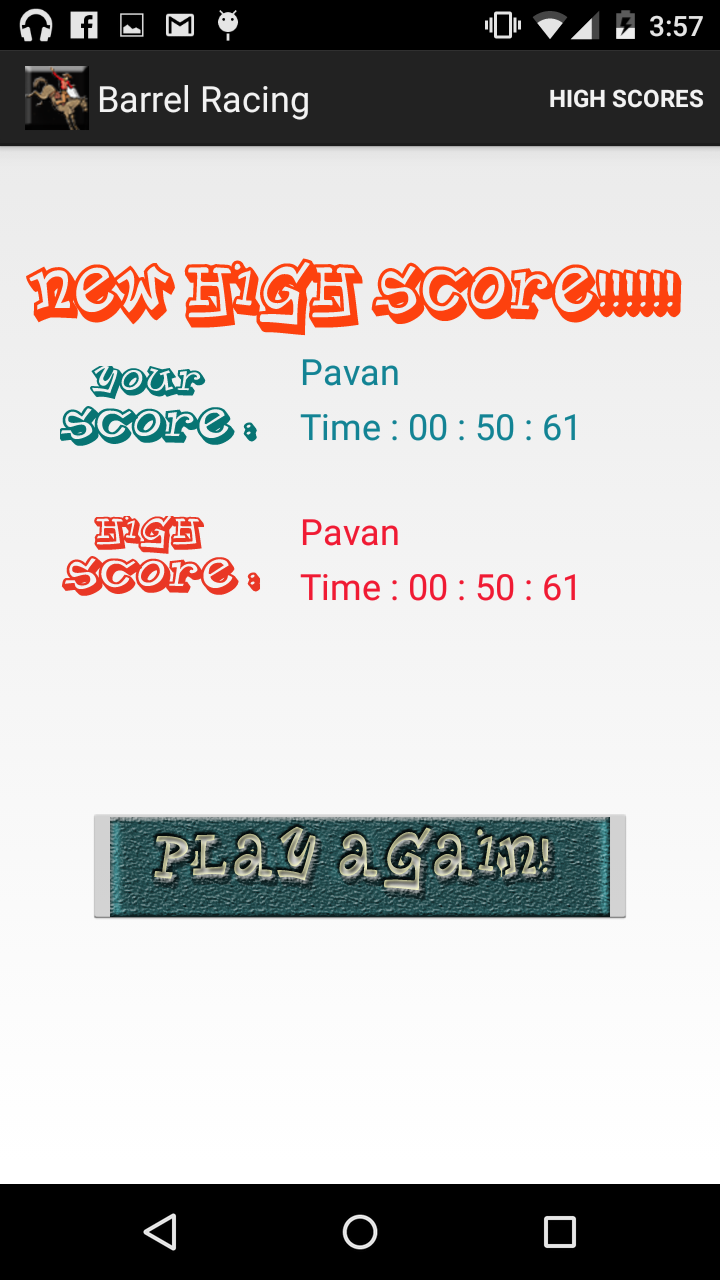 3:57
Barrel Racing
HIGH SCORES
New High Score!!!!!!
Your
Score :
Pavan
Time : 00 : 50 : 61
High
Score :
Pavan
Time : 00 : 50 : 61
Play Again!